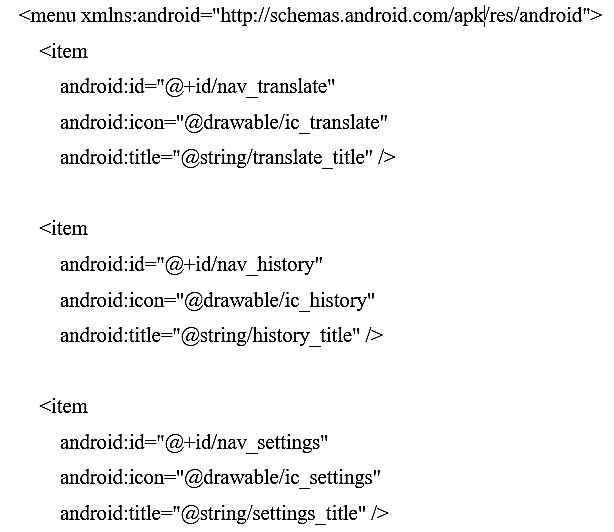 <menu xmlns:android="http://schemas.android.com/apk/res/android">
<item
android:id="@+id/nav_translate"
android:icon="@drawable/ic_translate"
android:title="@string/translate_title" />
<item
android:id="@+id/nav_history"
android:icon="@drawable/ic_history"
android:title="@string/history_title" />
<item
android:id="@+id/nav_settings"
android:icon="@drawable/ic_settings"
android:title="@string/settings_title" />